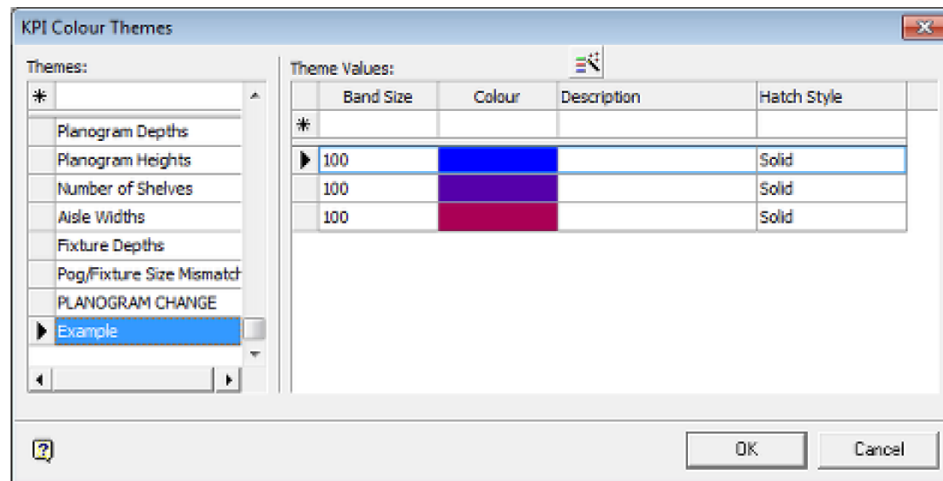 KPI Colour Themes
Themes:
Planogram Depths
Planogram Heights
Number of Shelves
Aisle Widths
Fixture Depths
Pog/Fixture Size Mismatch
PLANOGRAM CHANGE
Example
Theme Values:
Band Size Colour Description Hatch Style
100 Solid
100 Solid
100 Solid
OK Cancel